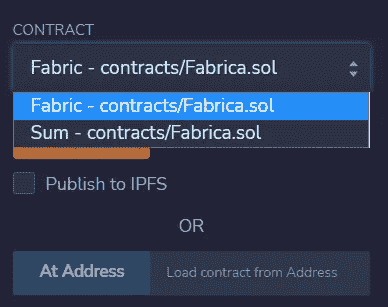 CONTRACT
Fabric - contracts/Fabrica.sol
Fabric - contracts/Fabrica.sol
Sum - contracts/Fabrica.sol
Publish to IPFS
OR
At Address Load contract from Address